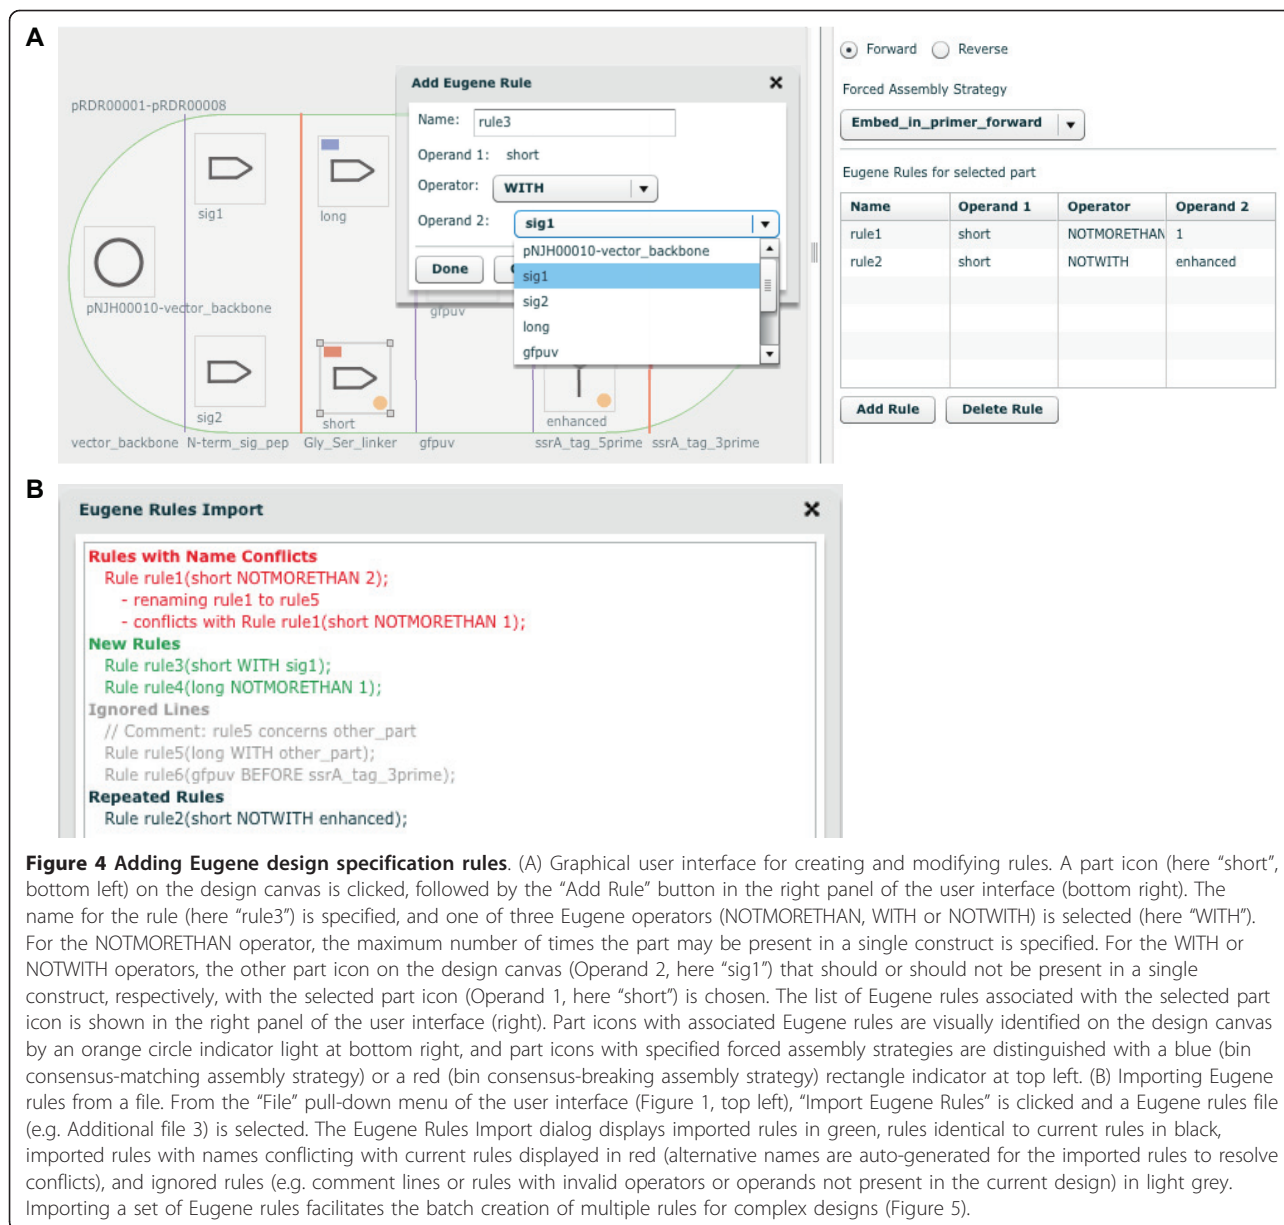 A
pRDR00001-pRDR00008
sig1
long
pNJH00010-vector_backbone
gfpuv
sig2
short
enhanced
vector_backbone N-term_sig_pep Gly_Ser_linker gfpuv ssrA_tag_5prime ssrA_tag_3prime
Add Eugene Rule
Name: rule3
Operand 1: short
Operator: WITH
Operand 2: sig1
pNJH00010-vector_backbone
sig1
sig2
long
gfpuv
Done
Forward Reverse
Forced Assembly Strategy
Embed_in_primer_forward
Eugene Rules for selected part
Name Operand 1 Operator Operand 2
rule1 short NOTMORETHAN 1
rule2 short NOTWITH enhanced
Add Rule Delete Rule
B
Eugene Rules Import
Rules with Name Conflicts
Rule rule1(short NOTMORETHAN 2);
- renaming rule1 to rule5
- conflicts with Rule rule1(short NOTMORETHAN 1);
New Rules
Rule rule3(short WITH sig1);
Rule rule4(long NOTMORETHAN 1);
Ignored Lines
// Comment: rule5 concerns other_part
Rule rule5(long WITH other_part);
Rule rule6(gfpuv BEFORE ssrA_tag_3prime);
Repeated Rules
Rule rule2(short NOTWITH enhanced);
Figure 4 Adding Eugene design specification rules. (A) Graphical user interface for creating and modifying rules. A part icon (here “short”,
bottom left) on the design canvas is clicked, followed by the “Add Rule” button in the right panel of the user interface (bottom right). The
name for the rule (here “rule3”) is specified, and one of three Eugene operators (NOTMORETHAN, WITH or NOTWITH) is selected (here “WITH”).
For the NOTMORETHAN operator, the maximum number of times the part may be present in a single construct is specified. For the WITH or
NOTWITH operators, the other part icon on the design canvas (Operand 2, here “sig1”) that should or should not be present in a single
construct, respectively, with the selected part icon (Operand 1, here “short”) is chosen. The list of Eugene rules associated with the selected part
icon is shown in the right panel of the user interface (right). Part icons with associated Eugene rules are visually identified on the design canvas
by an orange circle indicator light at bottom right, and part icons with specified forced assembly strategies are distinguished with a blue (bin
consensus-matching assembly strategy) or a red (bin consensus-breaking assembly strategy) rectangle indicator at top left. (B) Importing Eugene
rules from a file. From the “File” pull-down menu of the user interface (Figure 1, top left), “Import Eugene Rules” is clicked and a Eugene rules file
(e.g. Additional file 3) is selected. The Eugene Rules Import dialog displays imported rules in green, rules identical to current rules in black,
imported rules with names conflicting with current rules displayed in red (alternative names are auto-generated for the imported rules to resolve
conflicts), and ignored rules (e.g. comment lines or rules with invalid operators or operands not present in the current design) in light grey.
Importing a set of Eugene rules facilitates the batch creation of multiple rules for complex designs (Figure 5).